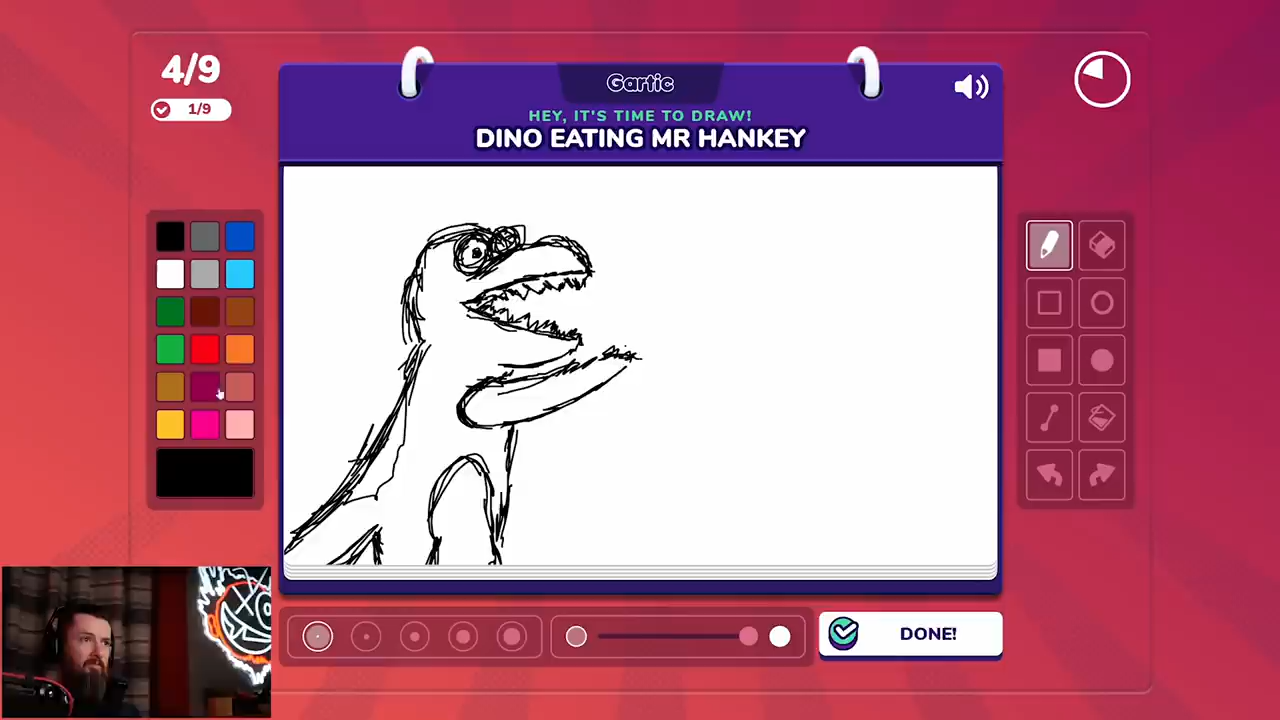 4/9
1/9
Gartic
HEY, IT'S TIME TO DRAW!
DINO EATING MR HANKEY
DONE!